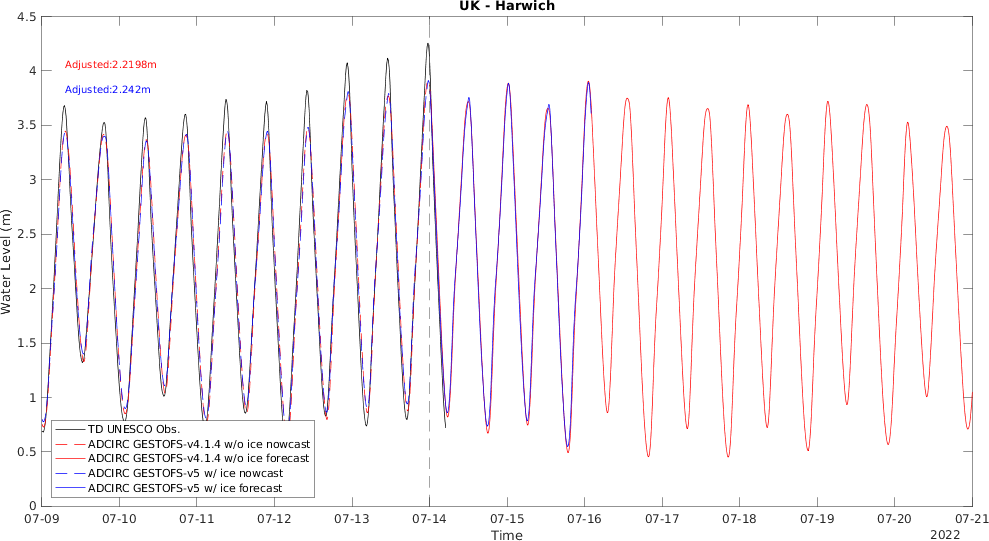 UK - Harwich
4.5
4
3.5
3
2.5
2
1.5
1
0.5
0
Water Level (m)
Adjusted:2.2198m
Adjusted:2.242m
TD UNESCO Obs.
ADCIRC GESTOFS-v4.1.4 w/o ice nowcast
ADCIRC GESTOFS-v4.1.4 w/o ice forecast
ADCIRC GESTOFS-v5 w/ ice nowcast
ADCIRC GESTOFS-v5 w/ ice forecast
07-09 07-10 07-11 07-12 07-13 07-14 07-15 07-16 07-17 07-18 07-19 07-20 07-21
Time
2022